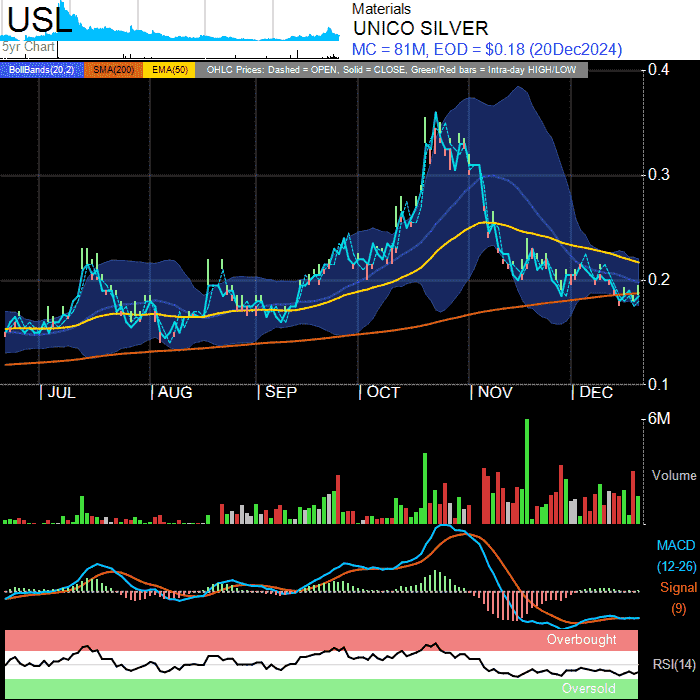 USL
5yr Chart
Materials
UNICO SILVER
MC = 81M, EOD = $0.18 (20Dec2024)
BollBands(20,2) SMA(200) EMA(50) OHLC Prices: Dashed = OPEN, Solid = CLOSE, Green/Red bars = Intra-day HIGH/LOW
0.4
0.3
0.2
0.1
JUL AUG SEP OCT NOV DEC
6M
Volume
MACD
(12-26)
Signal
(9)
Overbought
RSI(14)
Oversold